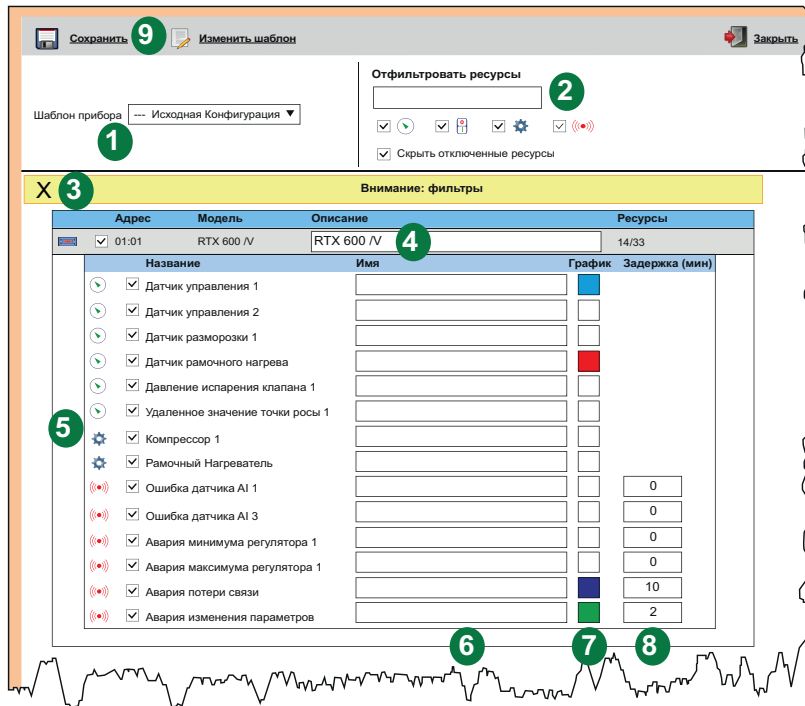 Сохранить 9 Изменить шаблон Закрыть
Отфильтровать ресурсы
2
Шаблон прибора --- Исходная Конфигурация ▼
1
Скрыть отключенные ресурсы
X 3 Внимание: фильтры
Адрес Модель Описание Ресурсы
01:01 RTX 600 /V RTX 600 /V 4 14/33
Название Имя График Задержка (мин)
Датчик управления 1
Датчик управления 2
Датчик разморозки 1
Датчик рамочного нагрева
Давление испарения клапана 1
Удаленное значение точки росы 1
5
Компрессор 1
Рамочный Нагреватель
Ошибка датчика AI 1 0
Ошибка датчика AI 3 0
Авария минимума регулятора 1 0
Авария максимума регулятора 1 0
Авария потери связи 10
Авария изменения параметров 2
6 7 8